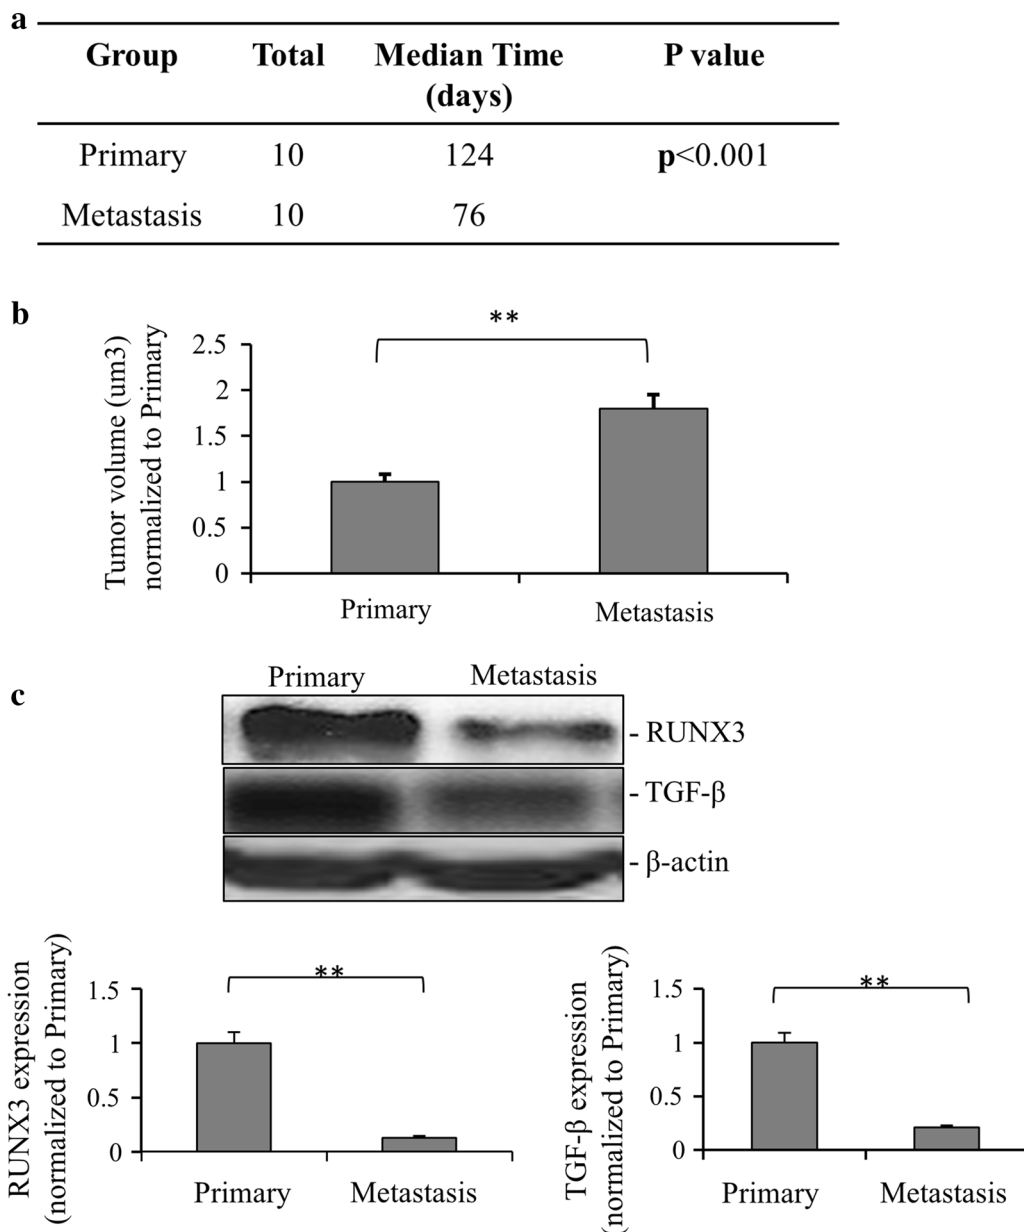 a
Group Total Median Time (days) P value
Primary 10 124 p<0.001
Metastasis 10 76
b
**
Tumor volume (um3)
normalized to Primary
2.5
2
1.5
1
0.5
0
Primary Metastasis
c
Primary Metastasis
- RUNX3
- TGF-β
- β-actin
RUNX3 expression
(normalized to Primary)
**
1.5
1
0.5
0
Primary Metastasis
TGF-β expression
(normalized to Primary)
**
1.5
1
0.5
0
Primary Metastasis